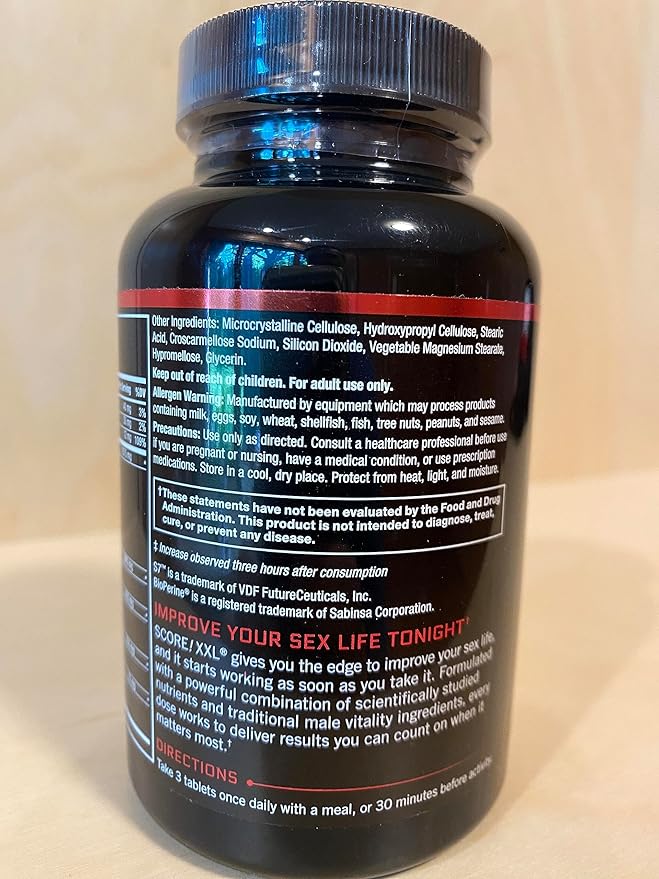 Serving %DV
mg 3%
mg 2%
mg 109%
Other Ingredients: Microcrystalline Cellulose, Hydroxypropyl Cellulose, Stearic
Acid, Croscarmellose Sodium, Silicon Dioxide, Vegetable Magnesium Stearate,
Hypromellose, Glycerin.
Keep out of reach of children. For adult use only.
Allergen Warning: Manufactured by equipment which may process products
containing milk, eggs, soy, wheat, shellfish, fish, tree nuts, peanuts, and sesame.
Precautions: Use only as directed. Consult a healthcare professional before use
if you are pregnant or nursing, have a medical condition, or use prescription
medications. Store in a cool, dry place. Protect from heat, light, and moisture.
†These statements have not been evaluated by the Food and Drug
Administration. This product is not intended to diagnose, treat,
cure, or prevent any disease.
‡ Increase observed three hours after consumption
S7™ is a trademark of VDF FutureCeuticals, Inc.
BioPerine® is a registered trademark of Sabinsa Corporation.
IMPROVE YOUR SEX LIFE TONIGHT†
SCORE! XXL® gives you the edge to improve your sex life,
and it starts working as soon as you take it. Formulated
with a powerful combination of scientifically studied
nutrients and traditional male vitality ingredients, every
dose works to deliver results you can count on when it
matters most.†
DIRECTIONS
Take 3 tablets once daily with a meal, or 30 minutes before activity.